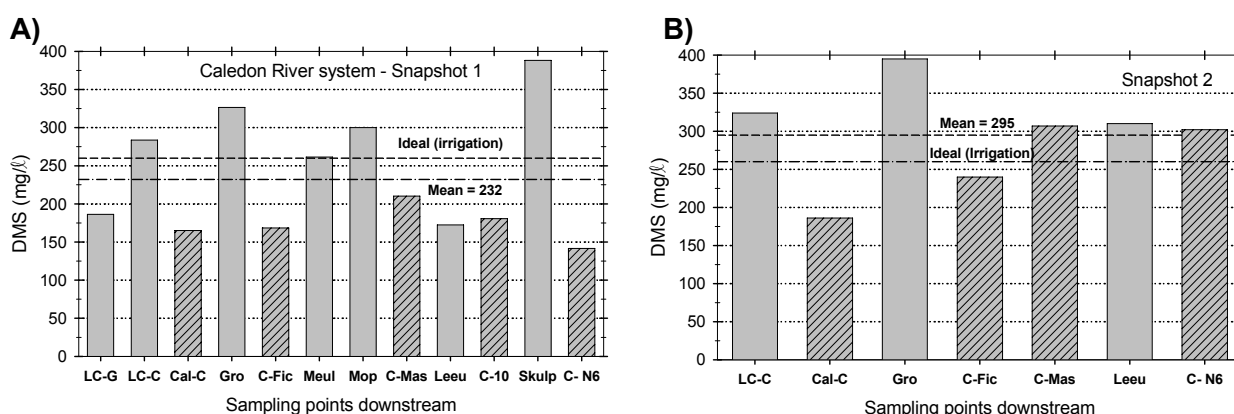 A)
Caledon River system - Snapshot 1
Ideal (irrigation)
Mean = 232
DMS (mg/ℓ)
400
350
300
250
200
150
100
50
0
LC-G LC-C Cal-C Gro C-Fic Meul Mop C-Mas Leeu C-10 Skulp C- N6
Sampling points downstream
B)
Snapshot 2
Mean = 295
Ideal (Irrigation)
DMS (mg/ℓ)
400
350
300
250
200
150
100
50
0
LC-C Cal-C Gro C-Fic C-Mas Leeu C- N6
Sampling points downstream